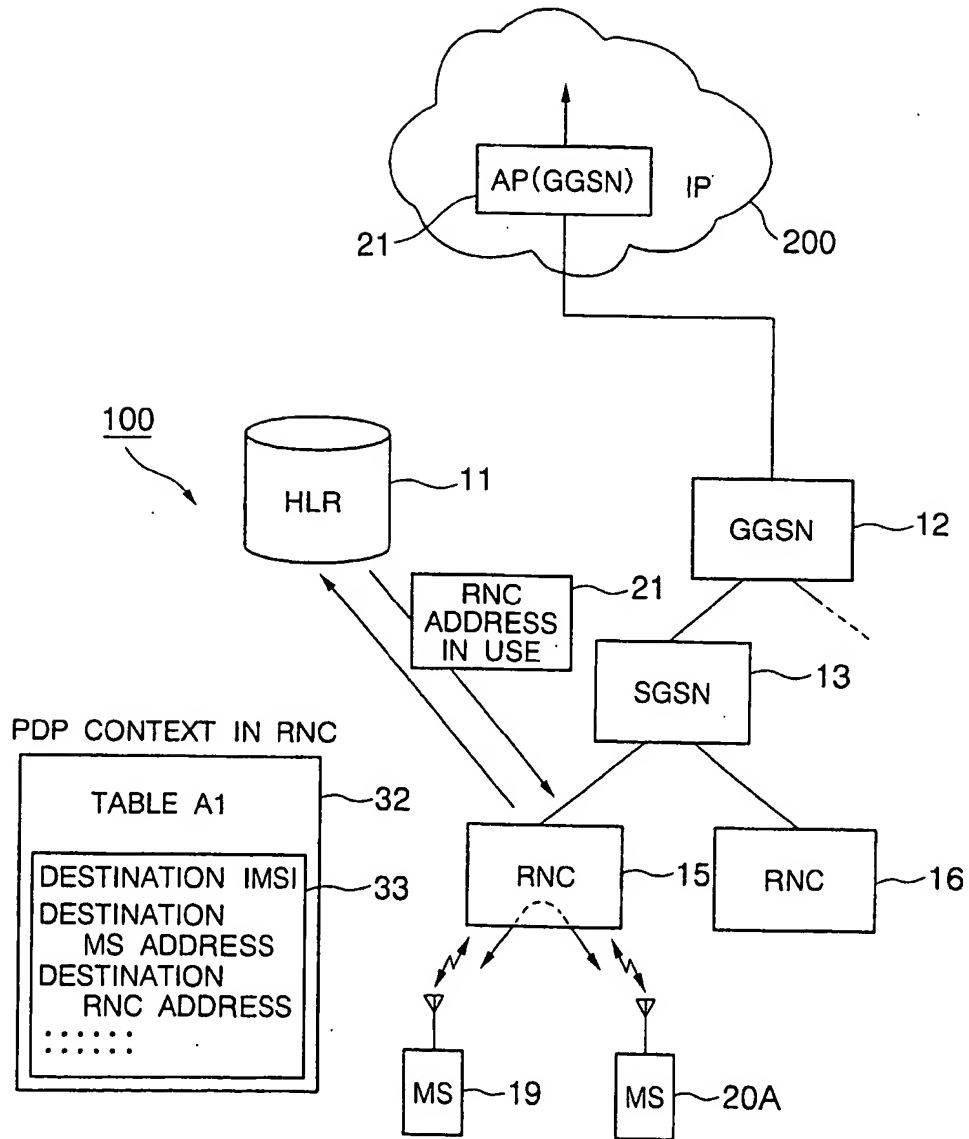 AP(GGSN)
IP
21
200
100
HLR
11
GGSN
12
RNC
ADDRESS
IN USE
21
SGSN
13
PDP CONTEXT IN RNC
TABLE A1
32
DESTINATION IMSI
DESTINATION
MS ADDRESS
DESTINATION
RNC ADDRESS
33
RNC
15
RNC
16
MS
19
MS
20A